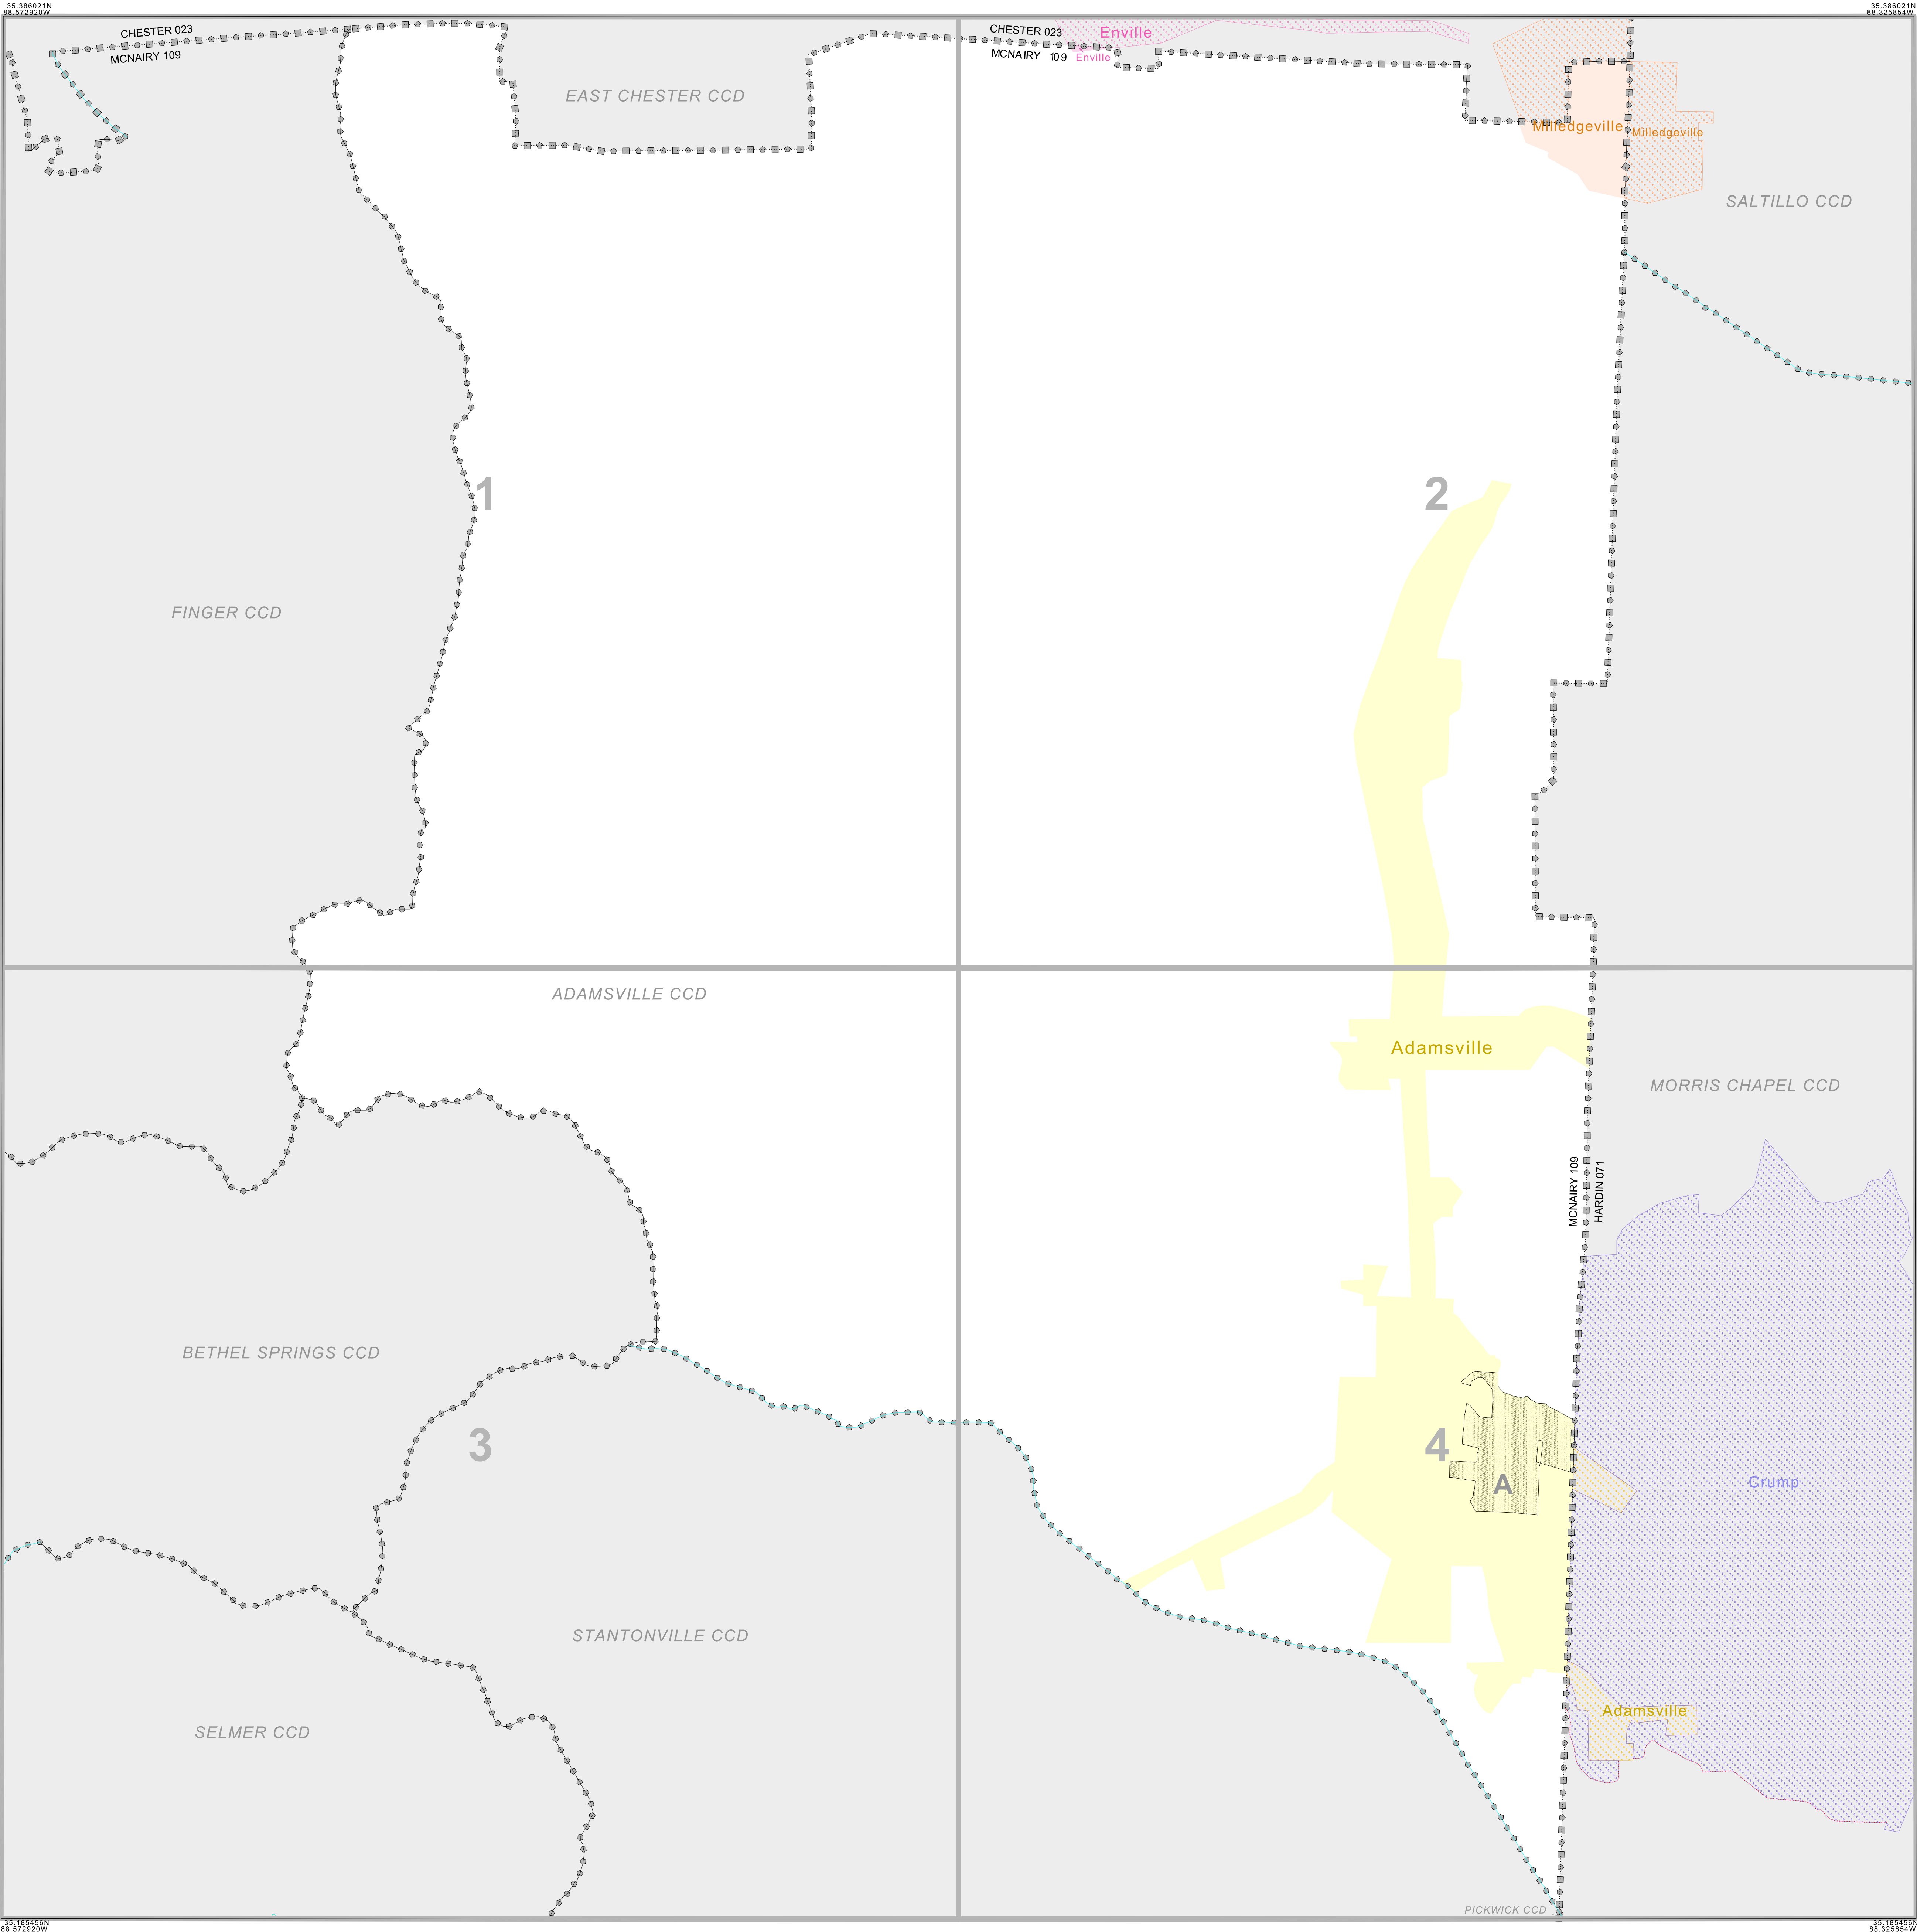 35.386021N
88.572920W
35.386021N
88.325854W
CHESTER 023
MCNAIRY 109
CHESTER 023
MCNAIRY 109
Enville
Enville
EAST CHESTER CCD
Milledgeville
Milledgeville
SALTILLO CCD
1
2
FINGER CCD
ADAMSVILLE CCD
Adamsville
MORRIS CHAPEL CCD
MCNAIRY 109
HARDIN 071
BETHEL SPRINGS CCD
3
4
A
Crump
STANTONVILLE CCD
Adamsville
SELMER CCD
PICKWICK CCD
35.185456N
88.572920W
35.185456N
88.325854W